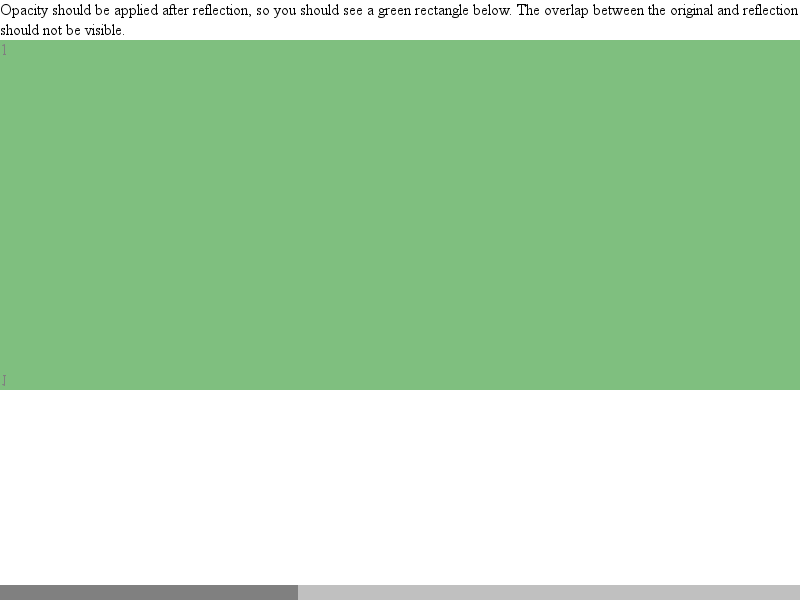 Opacity should be applied after reflection, so you should see a green rectangle below. The overlap between the original and reflection
should not be visible.
1